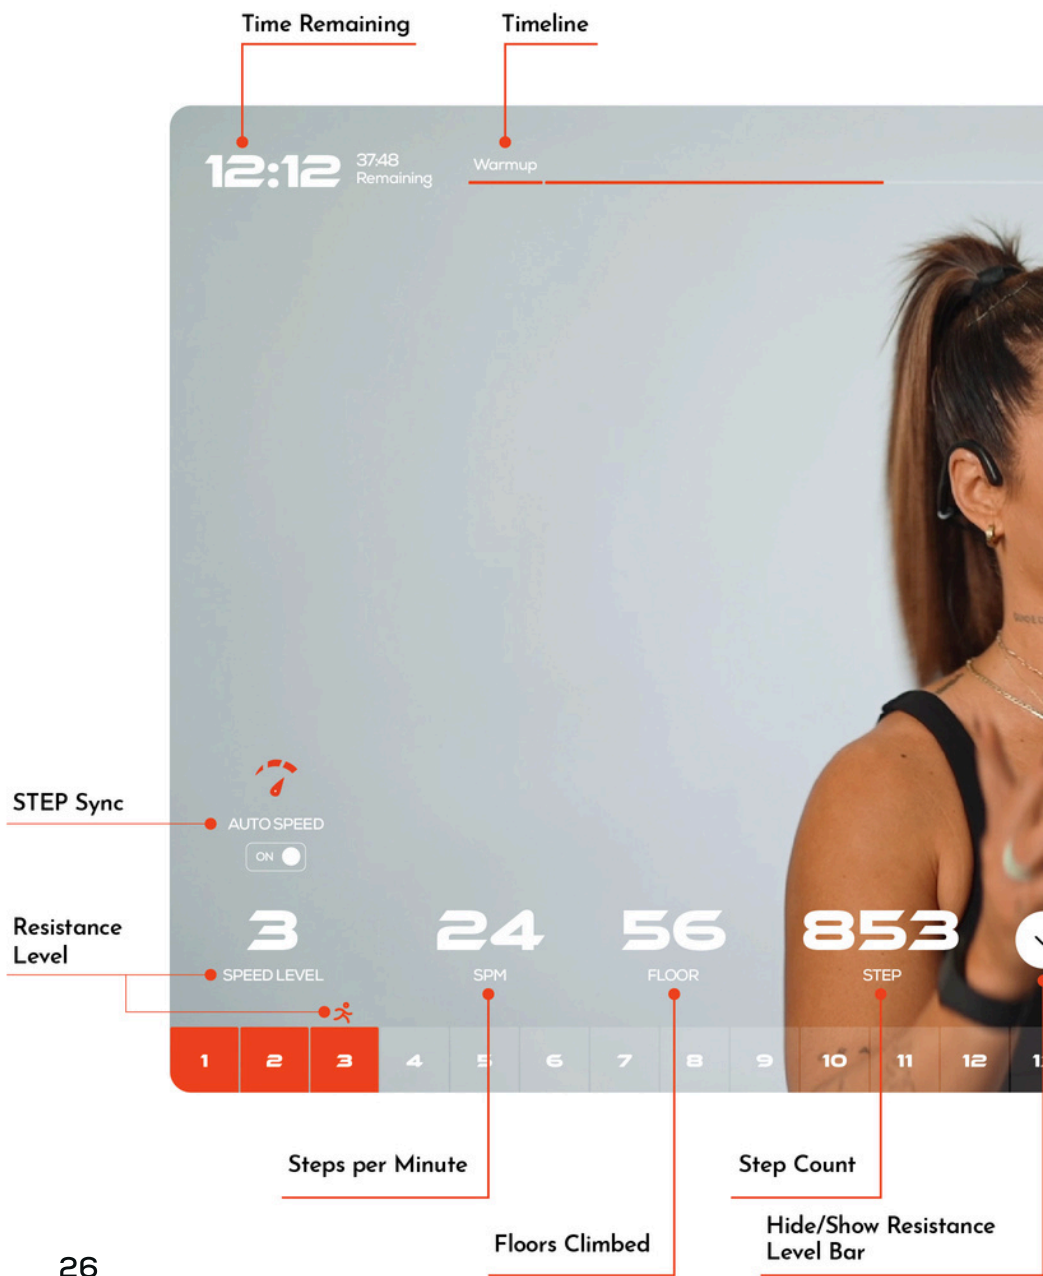 Time Remaining
Timeline
12:12
37:48
Remaining
Warmup
STEP Sync
AUTO SPEED
ON
Resistance
Level
3
24
56
853
SPEED LEVEL
SPM
FLOOR
STEP
1 2 3 4 5 6 7 8 9 10 11 12
Steps per Minute
Step Count
Floors Climbed
Hide/Show Resistance
Level Bar
26